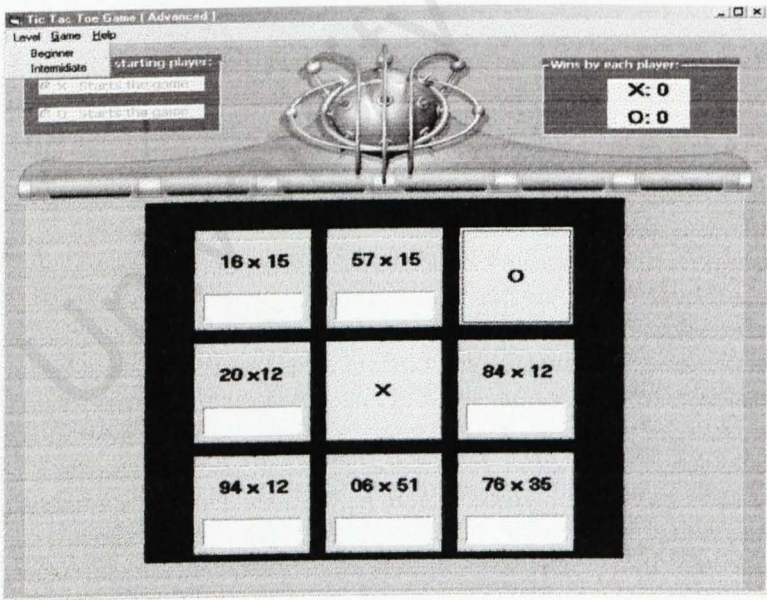 Tic Tac Toe Game [ Advanced ]
Level Game Help
Beginner
Intermidiate
starting player:
X : Starts the game
O : Starts the game
Wins by each player:
X: 0
O: 0
16 x 15 57 x 15 O
20 x12 X 84 x 12
94 x 12 06 x 51 76 x 35